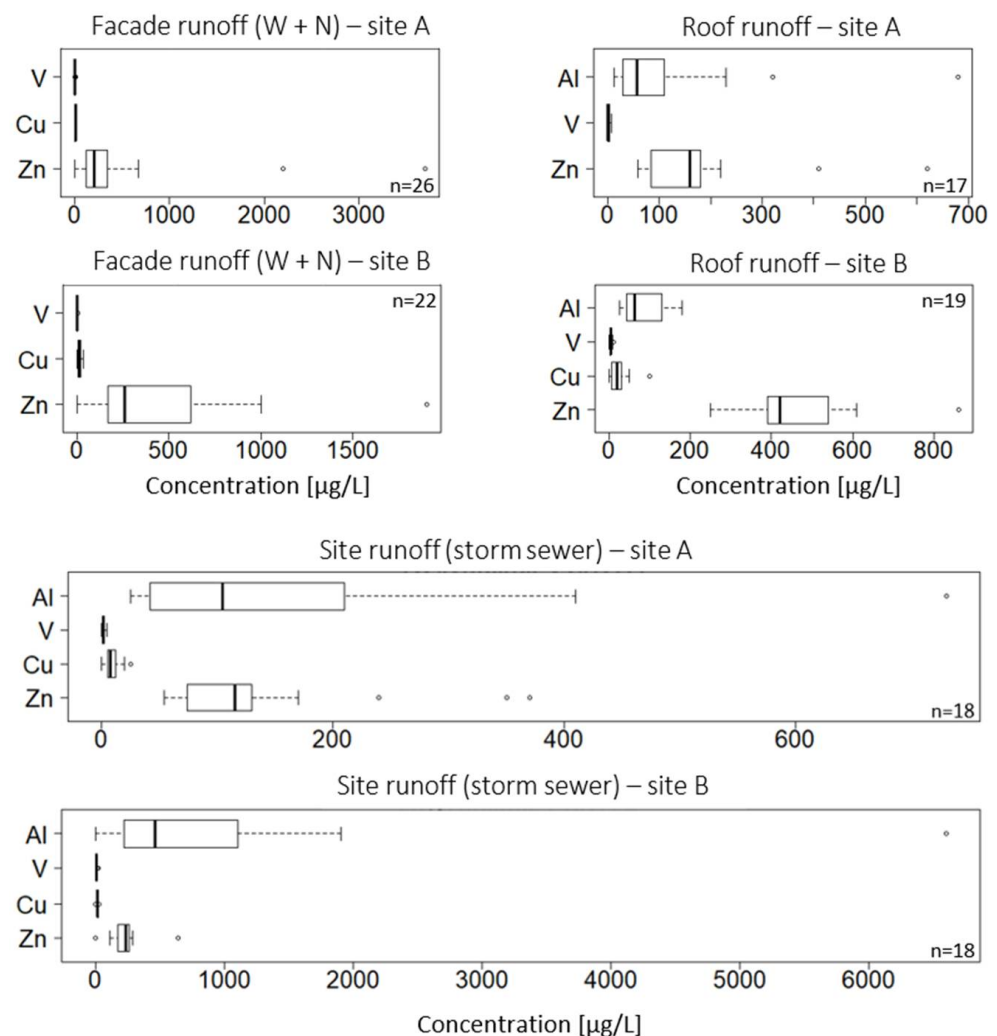 Facade runoff (W + N) – site A
V
Cu
Zn
n=26
0 1000 2000 3000
Roof runoff – site A
Al
V
Zn
n=17
0 100 300 500 700
Facade runoff (W + N) – site B
n=22
V
Cu
Zn
0 500 1000 1500
Concentration [µg/L]
Roof runoff – site B
n=19
Al
V
Cu
Zn
0 200 400 600 800
Concentration [µg/L]
Site runoff (storm sewer) – site A
Al
V
Cu
Zn
n=18
0 200 400 600
Site runoff (storm sewer) – site B
Al
V
Cu
Zn
n=18
0 1000 2000 3000 4000 5000 6000
Concentration [µg/L]